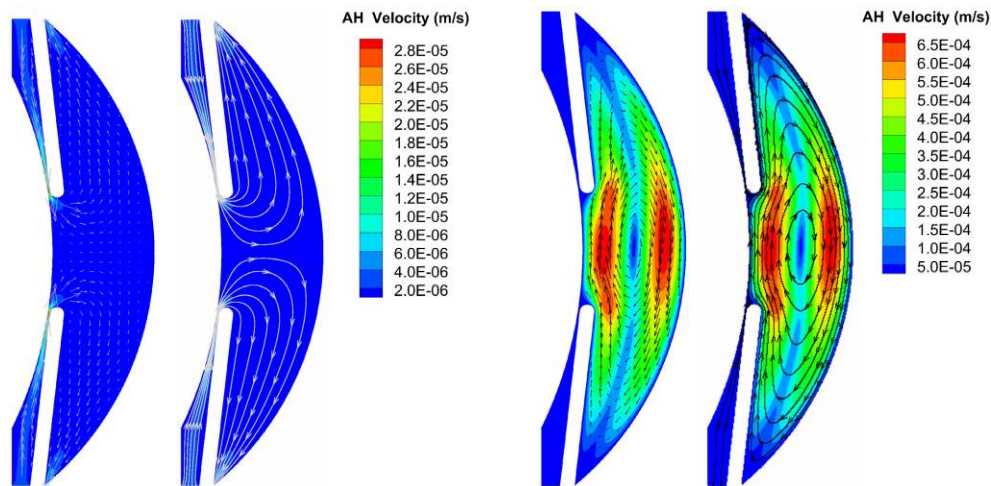 AH Velocity (m/s)
2.8E-05
2.6E-05
2.4E-05
2.2E-05
2.0E-05
1.8E-05
1.6E-05
1.4E-05
1.2E-05
1.0E-05
8.0E-06
6.0E-06
4.0E-06
2.0E-06
AH Velocity (m/s)
6.5E-04
6.0E-04
5.5E-04
5.0E-04
4.5E-04
4.0E-04
3.5E-04
3.0E-04
2.5E-04
2.0E-04
1.5E-04
1.0E-04
5.0E-05